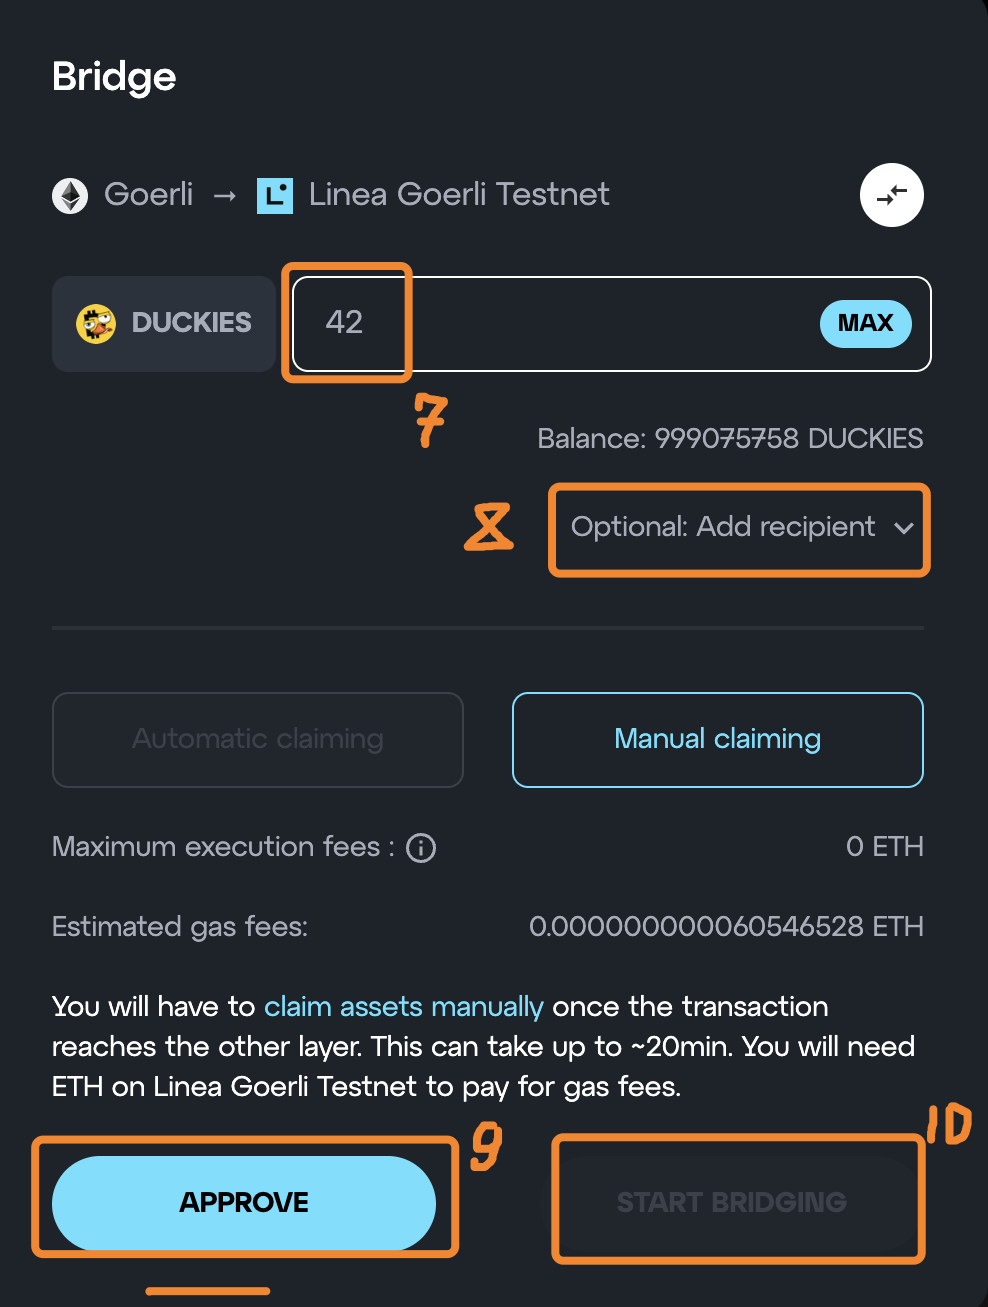 Bridge
Goerli → Linea Goerli Testnet
DUCKIES 42 MAX
7
Balance: 999075758 DUCKIES
8 Optional: Add recipient
Automatic claiming Manual claiming
Maximum execution fees : 0 ETH
Estimated gas fees: 0.000000000060546528 ETH
You will have to claim assets manually once the transaction
reaches the other layer. This can take up to ~20min. You will need
ETH on Linea Goerli Testnet to pay for gas fees.
9 10
APPROVE START BRIDGING